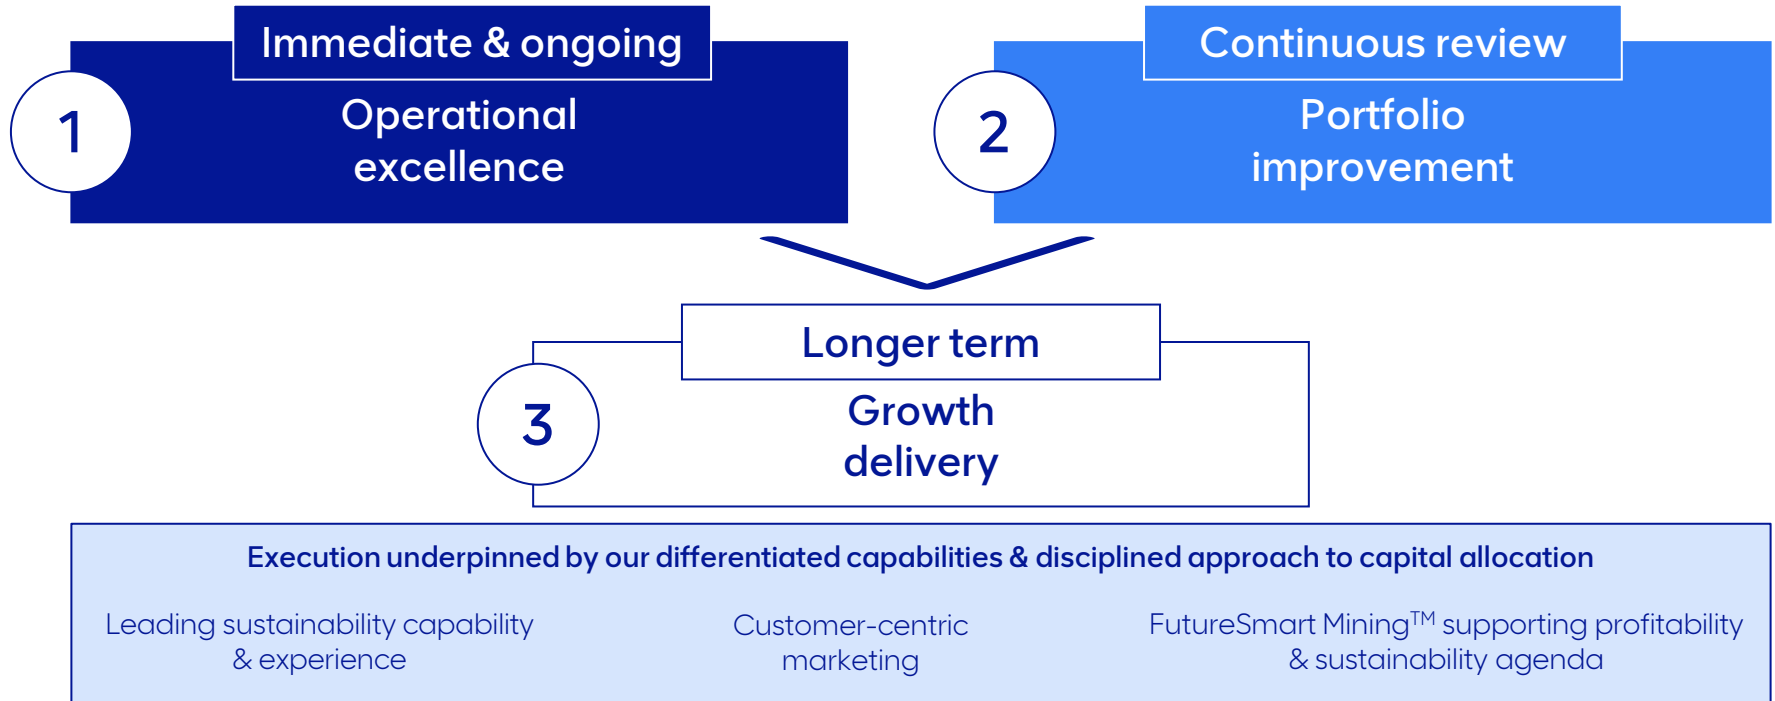 Immediate & ongoing
1
Operational
excellence
Continuous review
2
Portfolio
improvement
Longer term
3
Growth
delivery
Execution underpinned by our differentiated capabilities & disciplined approach to capital allocation
Leading sustainability capability
& experience
Customer-centric
marketing
FutureSmart Mining™ supporting profitability
& sustainability agenda